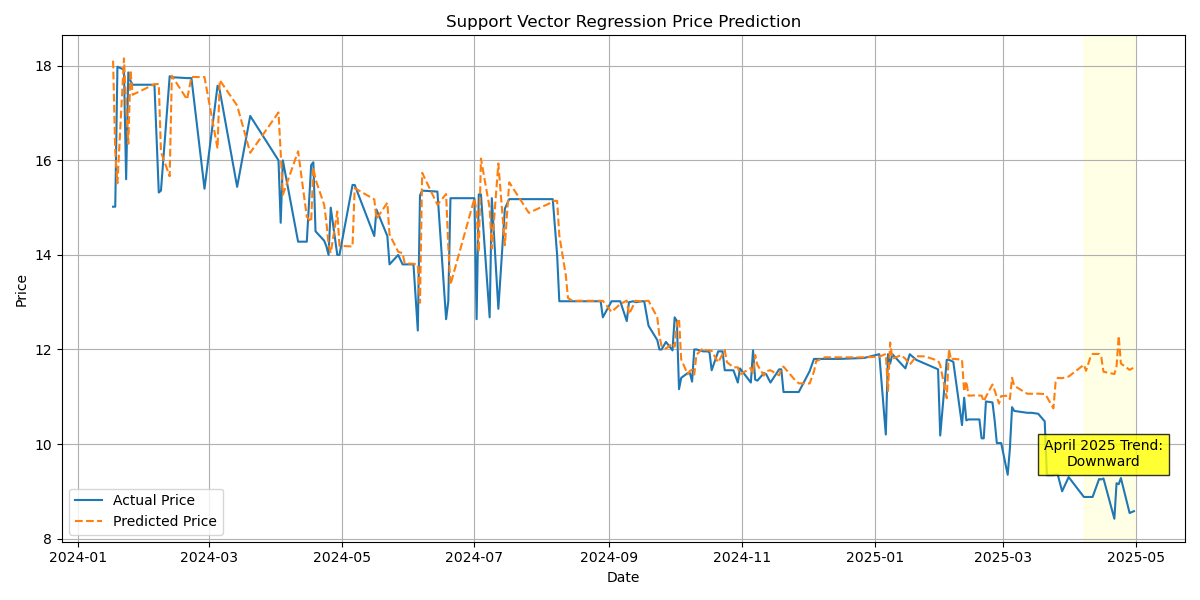 Support Vector Regression Price Prediction
Price
18
16
14
12
10
8
April 2025 Trend:
Downward
Actual Price
Predicted Price
2024-01 2024-03 2024-05 2024-07 2024-09 2024-11 2025-01 2025-03 2025-05
Date